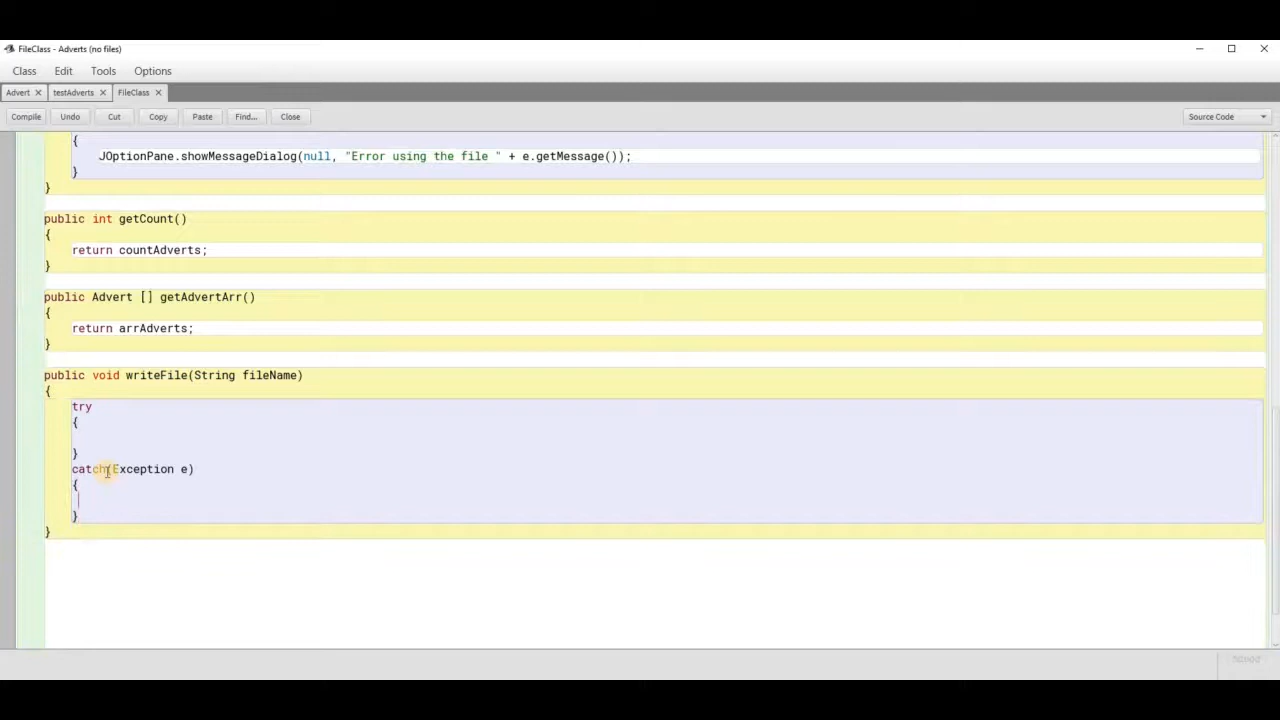 FileClass - Adverts (no files)
Class Edit Tools Options
Advert testAdverts FileClass
Compile Undo Cut Copy Paste Find... Close Source Code
{
JOptionPane.showMessageDialog(null, "Error using the file " + e.getMessage());
}
}
public int getCount()
{
return countAdverts;
}
public Advert [] getAdvertArr()
{
return arrAdverts;
}
public void writeFile(String fileName)
{
try
{
}
catch(Exception e)
{
}
}